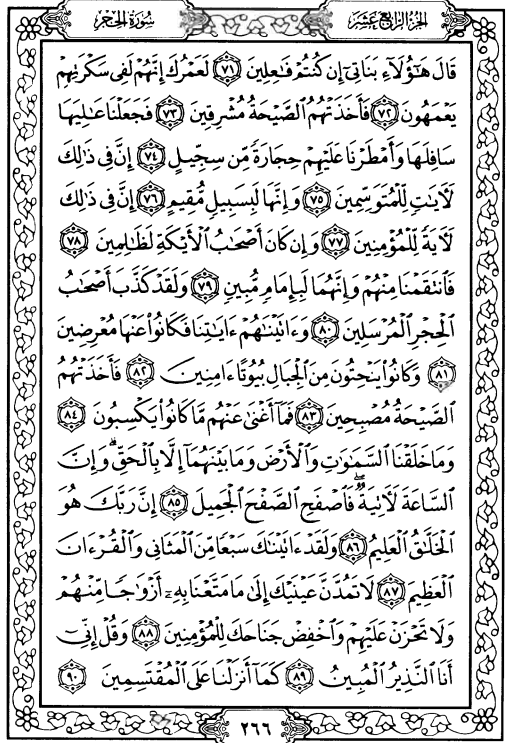 سُورَةُ الحِجْرِ
الجُزْءُ الرَّابِعَ عَشَرَ
قَالَ هَٰٓؤُلَآءِ بَنَاتِىٓ إِن كُنتُمْ فَٰعِلِينَ ٧١ لَعَمْرُكَ إِنَّهُمْ لَفِى سَكْرَتِهِمْ
يَعْمَهُونَ ٧٢ فَأَخَذَتْهُمُ ٱلصَّيْحَةُ مُشْرِقِينَ ٧٣ فَجَعَلْنَا عَٰلِيَهَا
سَافِلَهَا وَأَمْطَرْنَا عَلَيْهِمْ حِجَارَةً مِّن سِجِّيلٍ ٧٤ إِنَّ فِى ذَٰلِكَ
لَءَايَٰتٍ لِّلْمُتَوَسِّمِينَ ٧٥ وَإِنَّهَا لَبِسَبِيلٍ مُّقِيمٍ ٧٦ إِنَّ فِى ذَٰلِكَ
لَءَايَةً لِّلْمُؤْمِنِينَ ٧٧ وَإِن كَانَ أَصْحَٰبُ ٱلْأَيْكَةِ لَظَٰلِمِينَ ٧٨
فَٱنتَقَمْنَا مِنْهُمْ وَإِنَّهُمَا لَبِإِمَامٍ مُّبِينٍ ٧٩ وَلَقَدْ كَذَّبَ أَصْحَٰبُ
ٱلْحِجْرِ ٱلْمُرْسَلِينَ ٨٠ وَءَاتَيْنَٰهُمْ ءَايَٰتِنَا فَكَانُوا۟ عَنْهَا مُعْرِضِينَ
٨١ وَكَانُوا۟ يَنْحِتُونَ مِنَ ٱلْجِبَالِ بُيُوتًا ءَامِنِينَ ٨٢ فَأَخَذَتْهُمُ
ٱلصَّيْحَةُ مُصْبِحِينَ ٨٣ فَمَآ أَغْنَىٰ عَنْهُم مَّا كَانُوا۟ يَكْسِبُونَ ٨٤
وَمَا خَلَقْنَا ٱلسَّمَٰوَٰتِ وَٱلْأَرْضَ وَمَا بَيْنَهُمَآ إِلَّا بِٱلْحَقِّ ۗ وَإِنَّ
ٱلسَّاعَةَ لَءَاتِيَةٌ ۖ فَٱصْفَحِ ٱلصَّفْحَ ٱلْجَمِيلَ ٨٥ إِنَّ رَبَّكَ هُوَ
ٱلْخَلَّٰقُ ٱلْعَلِيمُ ٨٦ وَلَقَدْ ءَاتَيْنَٰكَ سَبْعًا مِّنَ ٱلْمَثَانِى وَٱلْقُرْءَانَ
ٱلْعَظِيمَ ٨٧ لَا تَمُدَّنَّ عَيْنَيْكَ إِلَىٰ مَا مَتَّعْنَا بِهِۦٓ أَزْوَٰجًا مِّنْهُمْ
وَلَا تَحْزَنْ عَلَيْهِمْ وَٱخْفِضْ جَنَاحَكَ لِلْمُؤْمِنِينَ ٨٨ وَقُلْ إِنِّىٓ
أَنَا ٱلنَّذِيرُ ٱلْمُبِينُ ٨٩ كَمَآ أَنزَلْنَا عَلَى ٱلْمُقْتَسِمِينَ ٩٠
٢٦٦